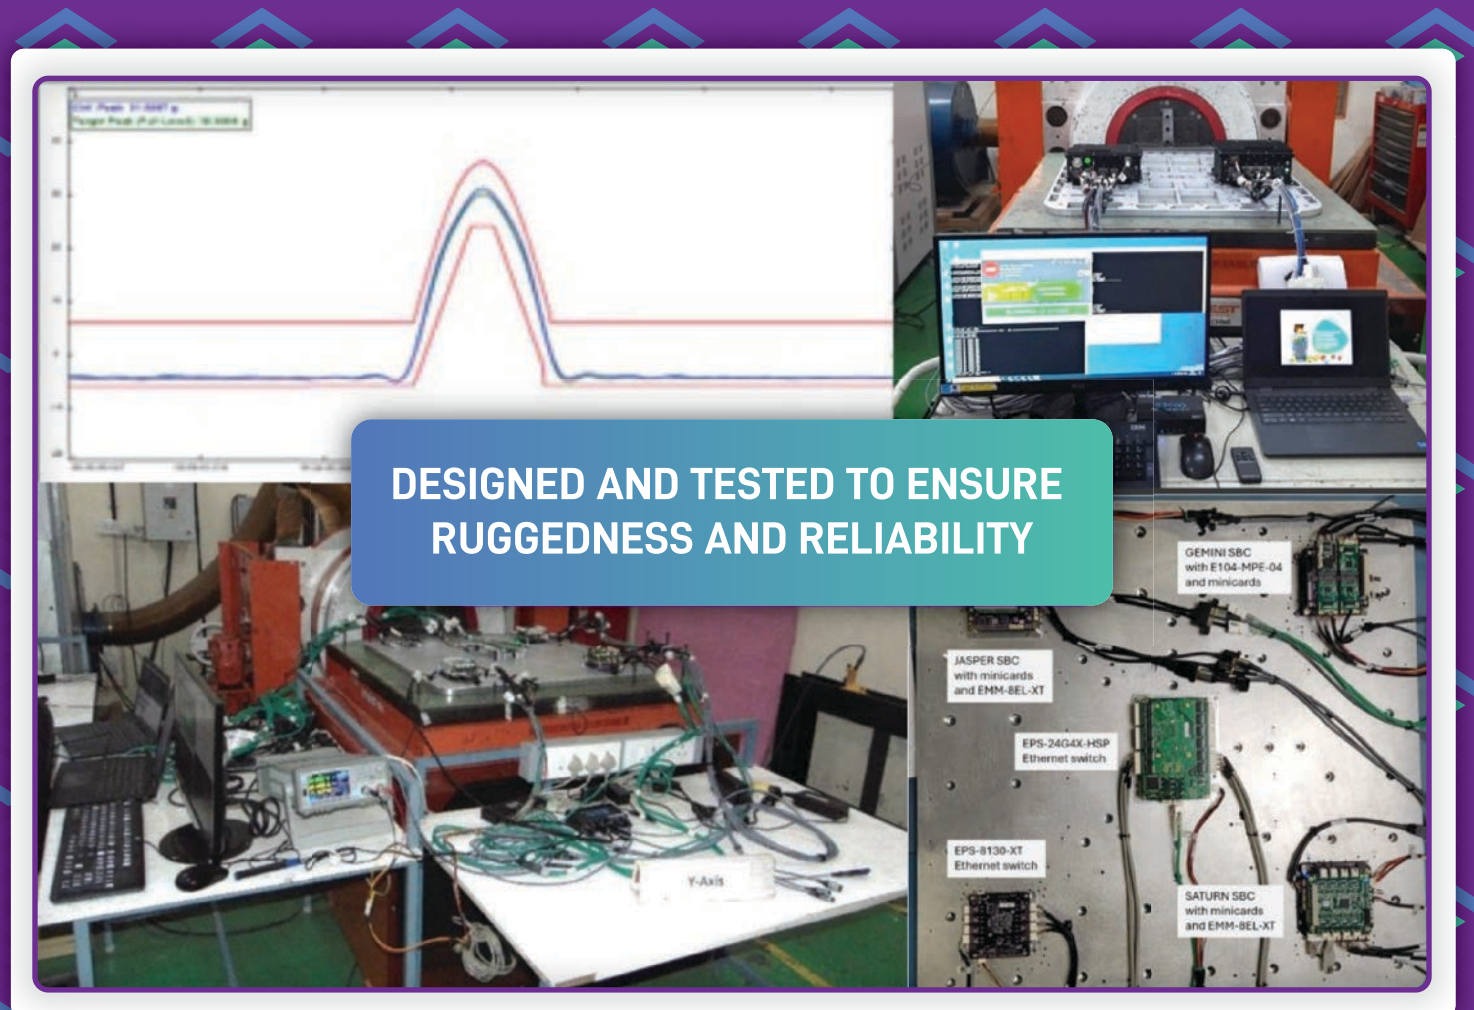 DESIGNED AND TESTED TO ENSURE
RUGGEDNESS AND RELIABILITY
GEMINI SBC
with E104-MPE-04
and minicards
JASPER SBC
with minicards
and EMM-8EL-XT
EPS-24G4X-HSP
Ethernet switch
EPS-8130-XT
Ethernet switch
SATURN SBC
with minicards
and EMM-8EL-XT
Y-Axis